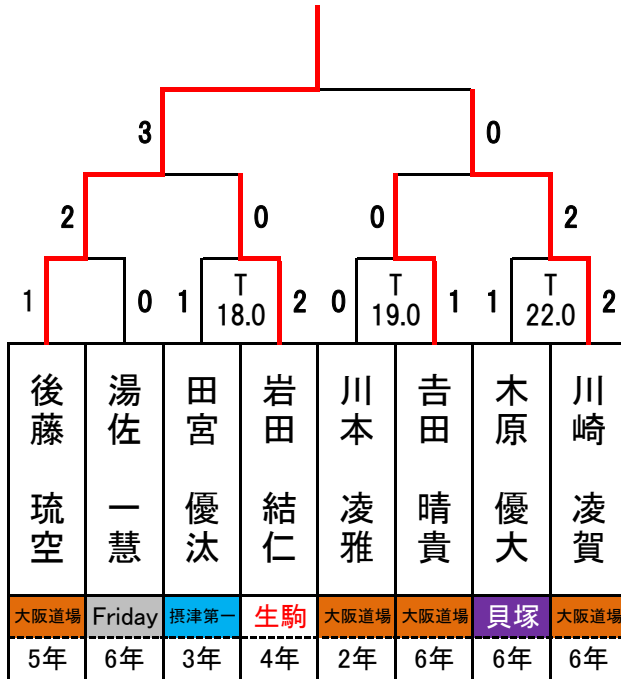 3 0
2 0 0 2
1 0 1 T 18.0 2 0 T 19.0 1 1 T 22.0 2
後藤 琉空
湯佐 一慧
田宮 優汰
岩田 結仁
川本 凌雅
𠮷田 晴貴
木原 優大
川崎 凌賀
大阪道場 Friday 摂津第一 生駒 大阪道場 大阪道場 貝塚 大阪道場
5年 6年 3年 4年 2年 6年 6年 6年